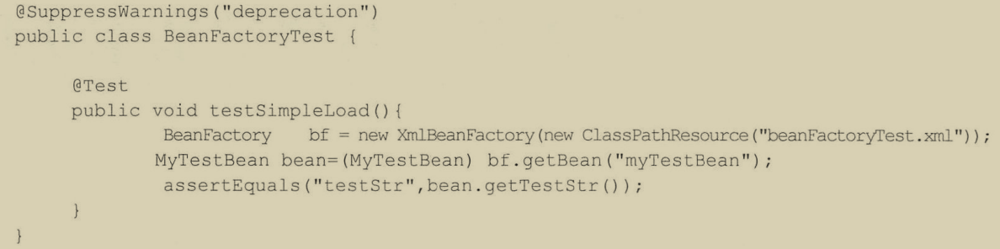 @SuppressWarnings("deprecation")
public class BeanFactoryTest {
@Test
public void testSimpleLoad(){
BeanFactory bf = new XmlBeanFactory(new ClassPathResource("beanFactoryTest.xml"));
MyTestBean bean=(MyTestBean) bf.getBean("myTestBean");
assertEquals("testStr",bean.getTestStr());
}
}